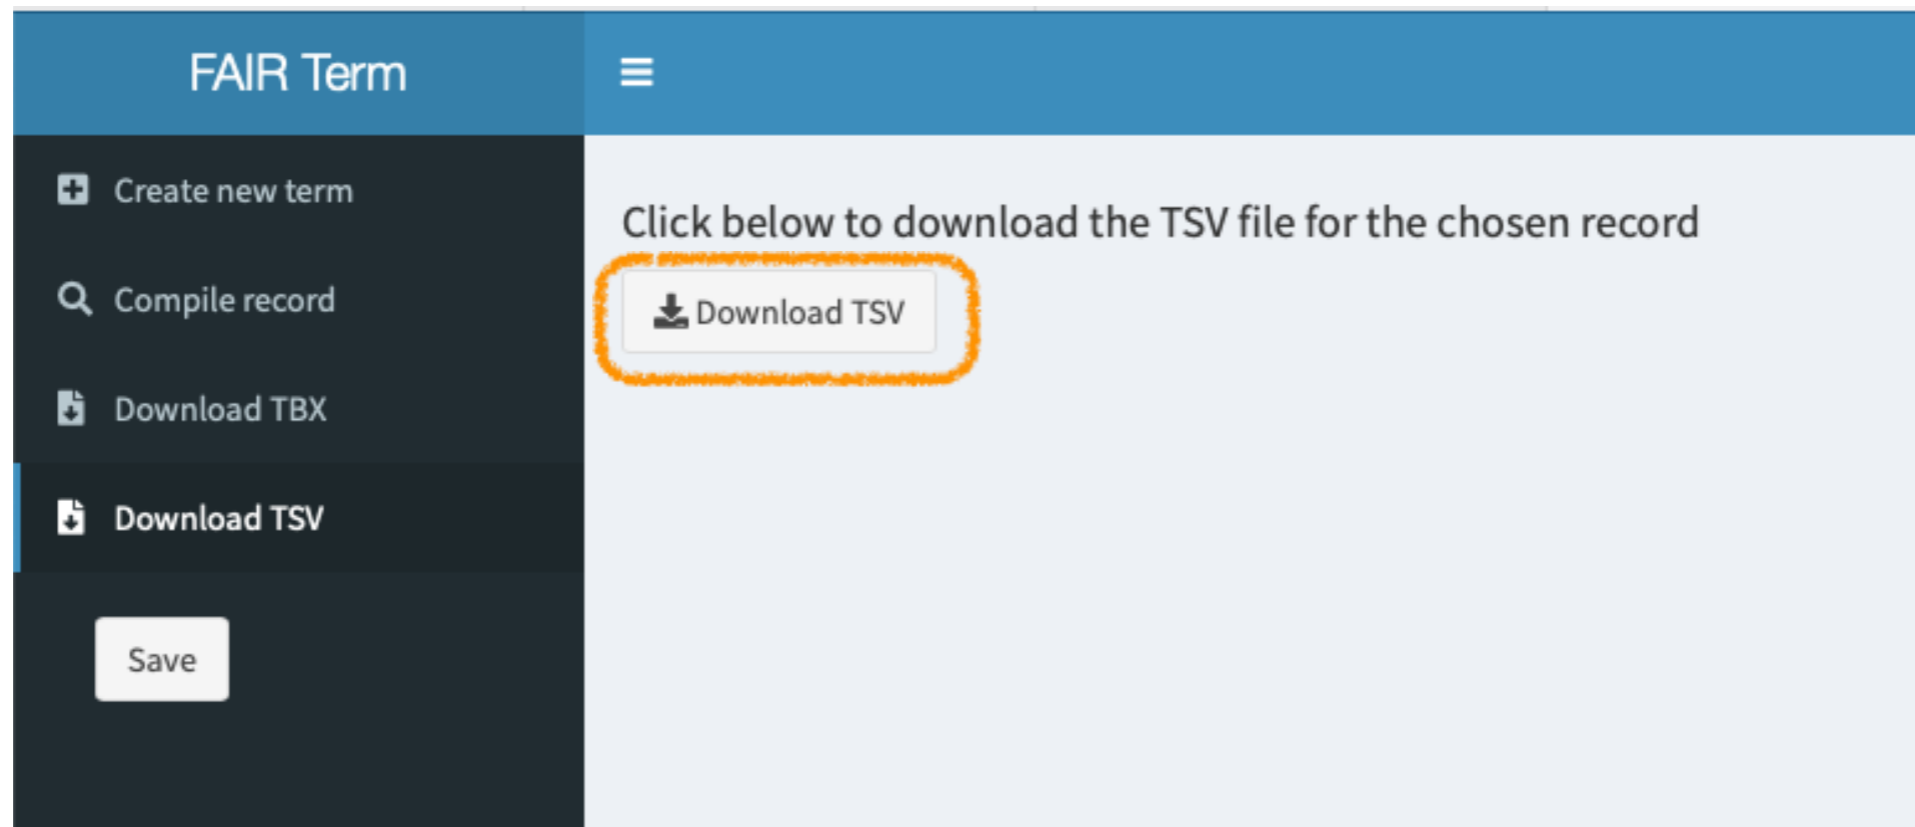 FAIR Term
Create new term
Compile record
Download TBX
Download TSV
Save
Click below to download the TSV file for the chosen record
Download TSV